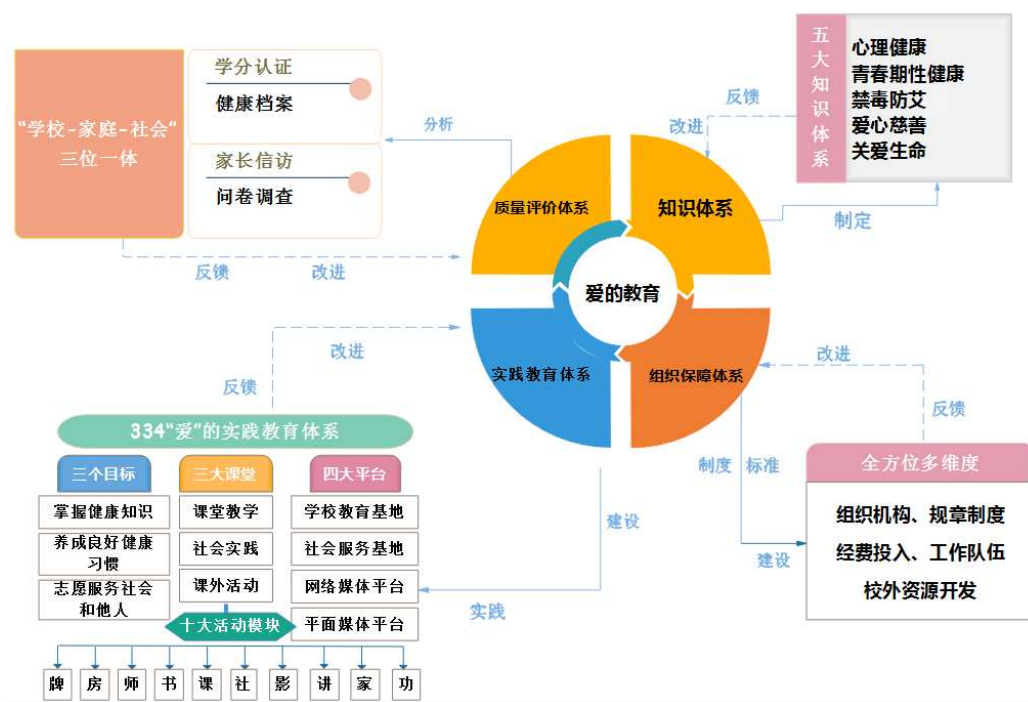 “学校-家庭-社会”
三位一体
学分认证
健康档案
家长信访
问卷调查
分析
反馈
改进
五大知识体系
心理健康
青春期性健康
禁毒防艾
爱心慈善
关爱生命
反馈
改进
制定
质量评价体系
知识体系
爱的教育
实践教育体系
组织保障体系
改进
反馈
334“爱”的实践教育体系
三个目标
掌握健康知识
养成良好健康
习惯
志愿服务社会
和他人
三大课堂
课堂教学
社会实践
课外活动
四大平台
学校教育基地
社会服务基地
网络媒体平台
平面媒体平台
十大活动模块
牌 房 师 书 课 社 影 讲 家 功
建设
实践
制度 标准
建设
改进
反馈
全方位多维度
组织机构、规章制度
经费投入、工作队伍
校外资源开发